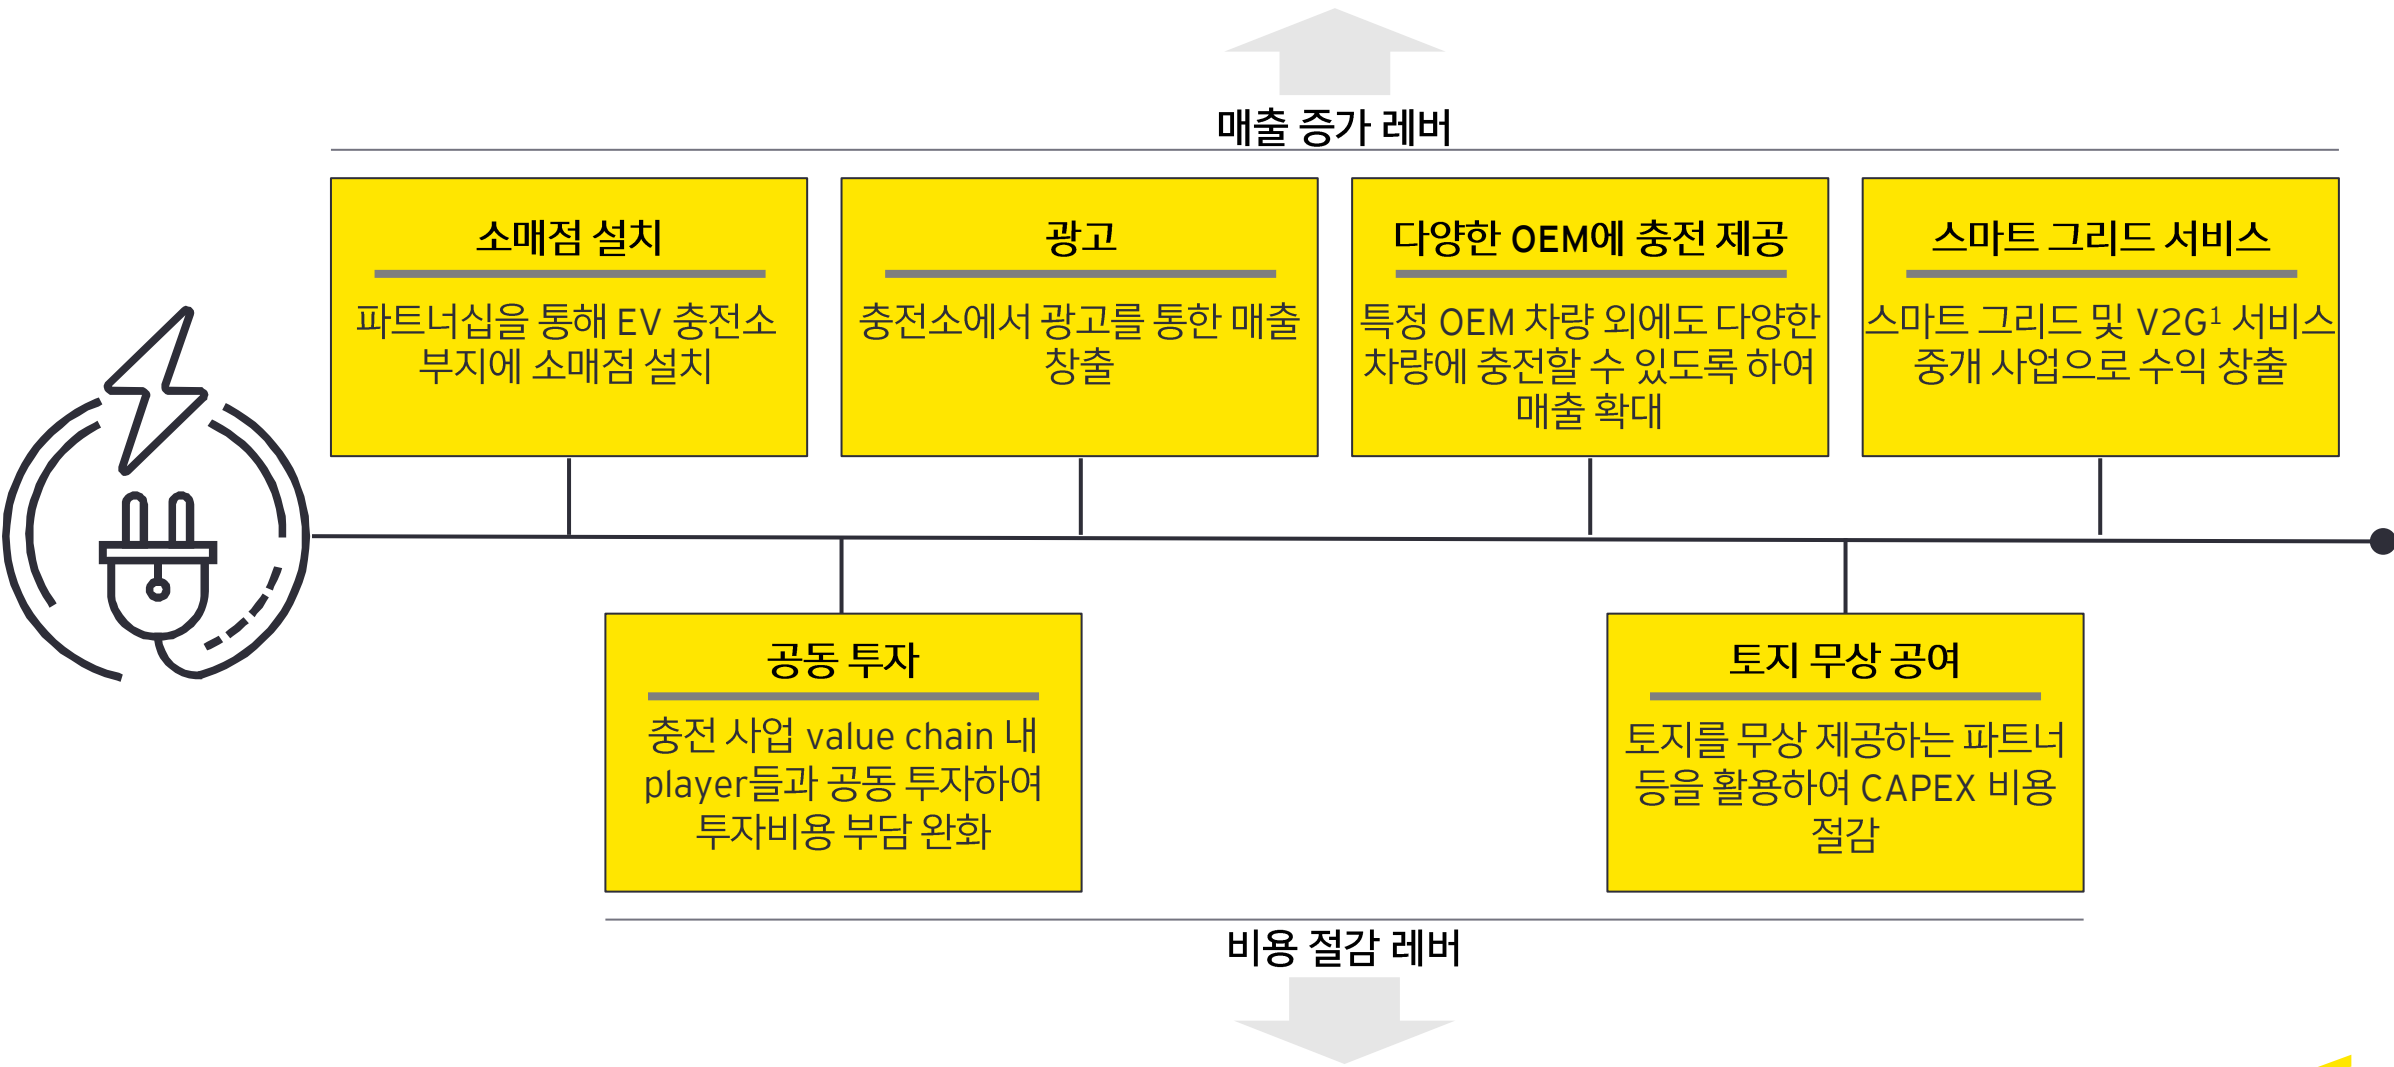 매출 증가 레버
소매점 설치
파트너십을 통해 EV 충전소
부지에 소매점 설치
광고
충전소에서 광고를 통한 매출
창출
다양한 OEM에 충전 제공
특정 OEM 차량 외에도 다양한
차량에 충전할 수 있도록 하여
매출 확대
스마트 그리드 서비스
스마트 그리드 및 V2G¹ 서비스
중개 사업으로 수익 창출
공동 투자
충전 사업 value chain 내
player들과 공동 투자하여
투자비용 부담 완화
토지 무상 공여
토지를 무상 제공하는 파트너
등을 활용하여 CAPEX 비용
절감
비용 절감 레버